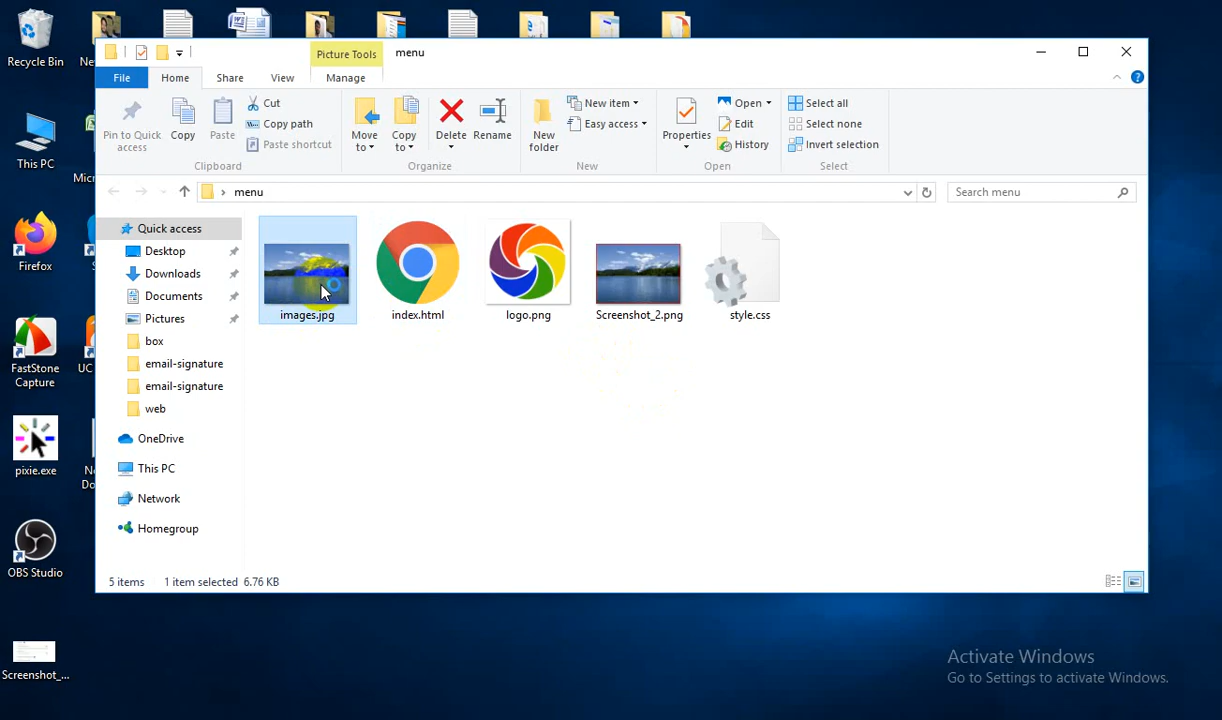 Recycle Bin
This PC
Firefox
FastStone
Capture
pixie.exe
OBS Studio
Screenshot_...
Picture Tools
menu
File
Home
Share
View
Manage
Pin to Quick
access
Copy
Paste
Cut
Copy path
Paste shortcut
Clipboard
Move
to
Copy
to
Delete
Rename
Organize
New
folder
New item
Easy access
New
Properties
Open
Edit
History
Open
Select all
Select none
Invert selection
Select
menu
Search menu
Quick access
Desktop
Downloads
Documents
Pictures
box
email-signature
email-signature
web
OneDrive
This PC
Network
Homegroup
images.jpg
index.html
logo.png
Screenshot_2.png
style.css
5 items
1 item selected 6.76 KB
Activate Windows
Go to Settings to activate Windows.